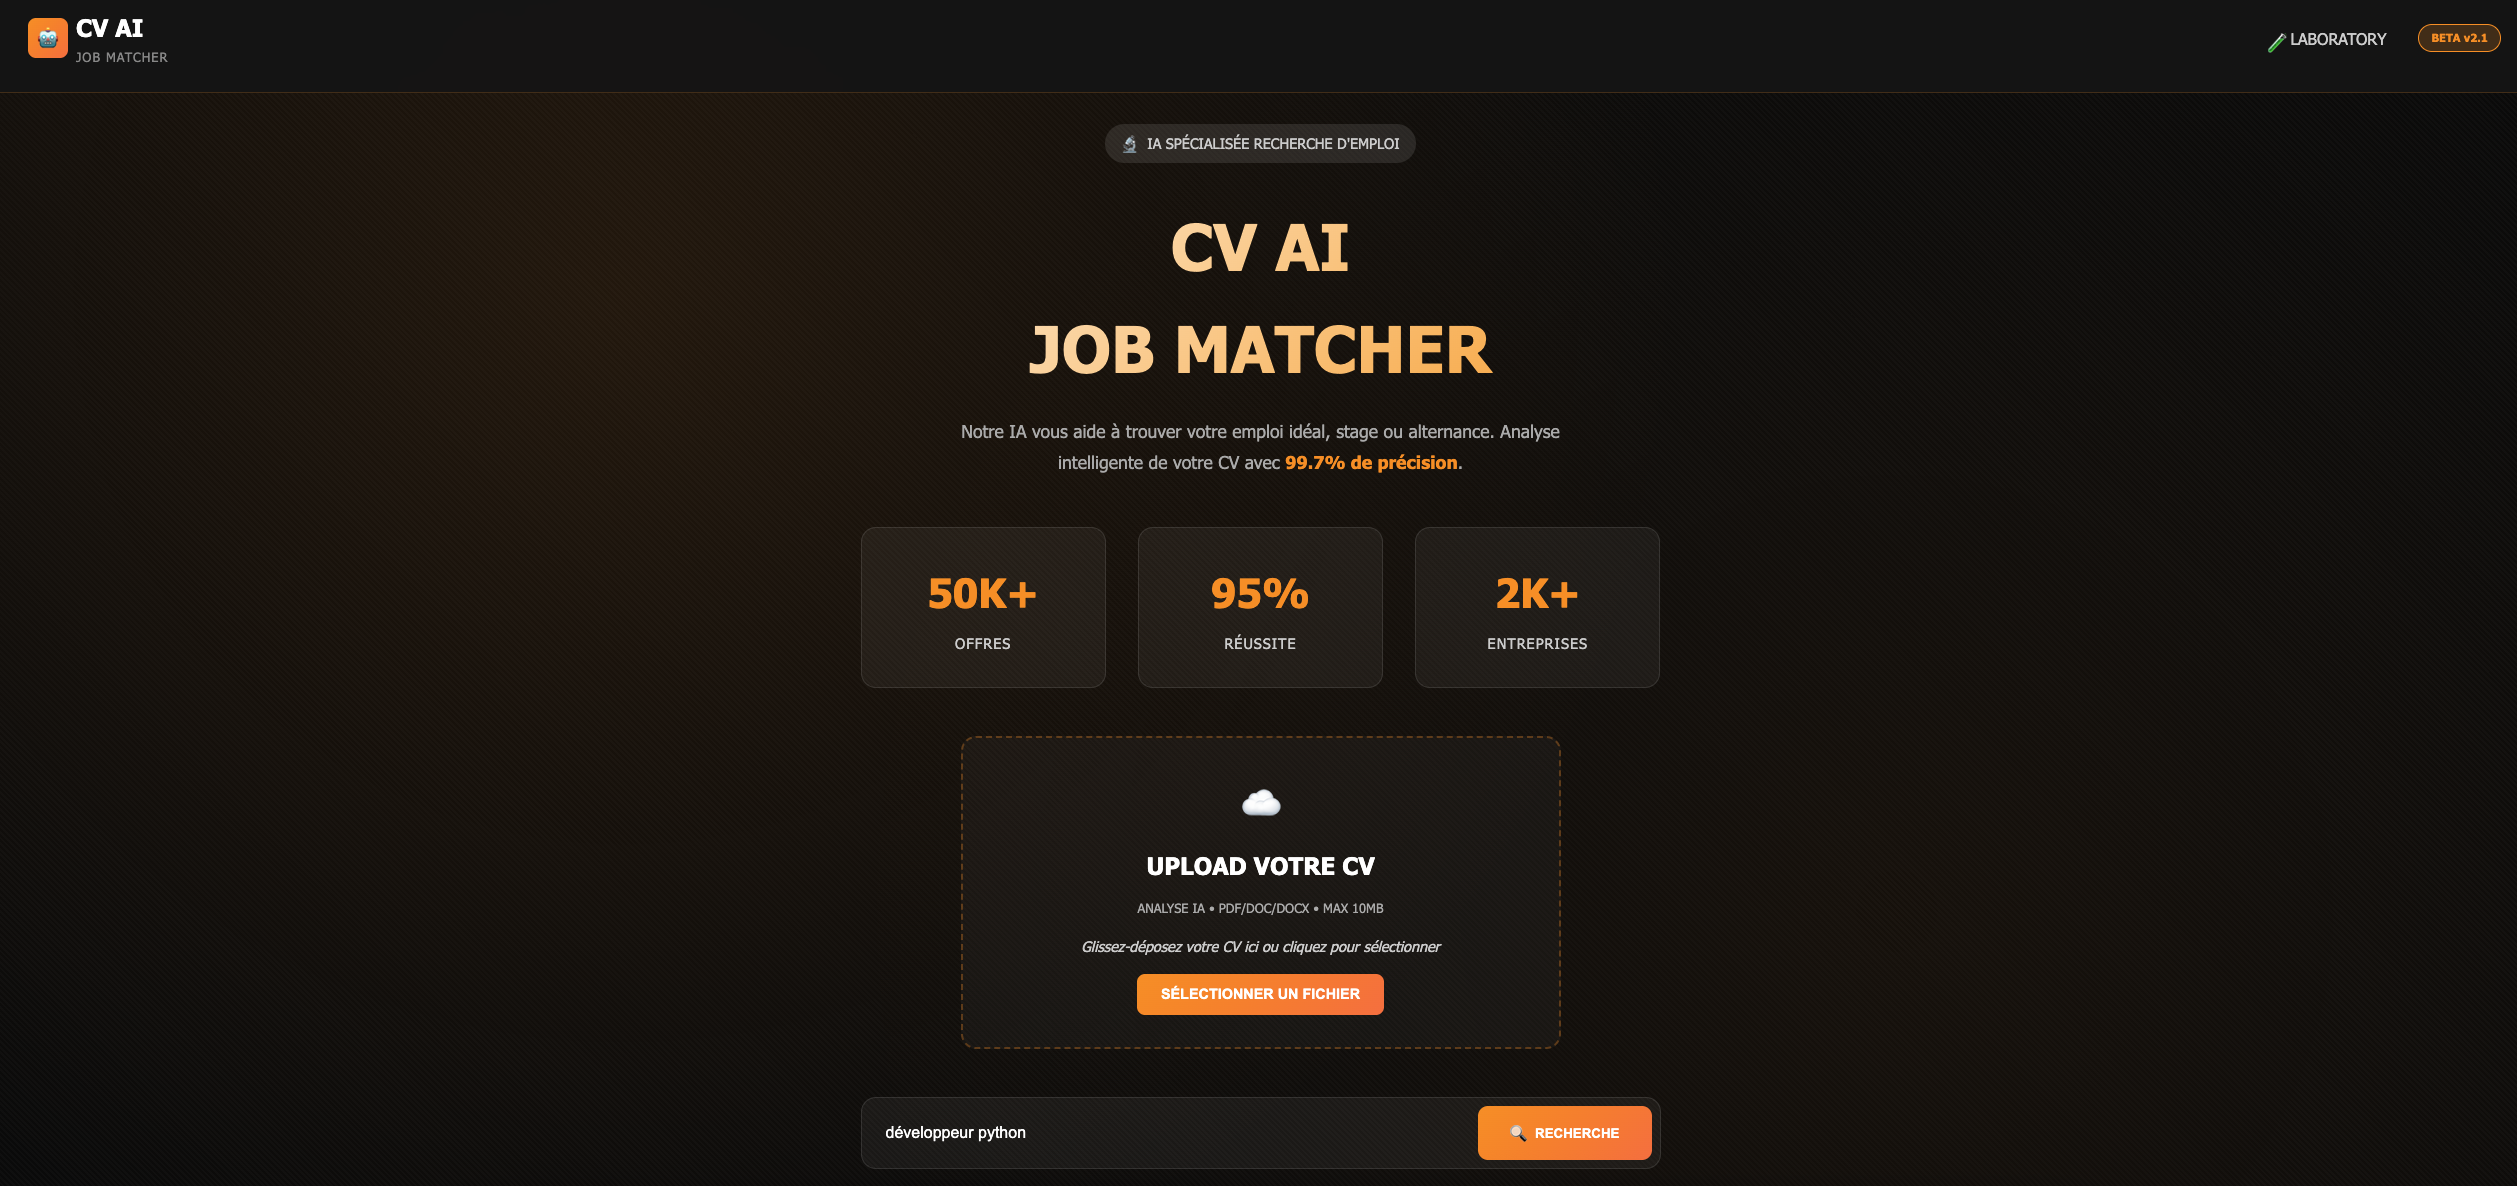 CV AI
JOB MATCHER
LABORATORY
BETA v2.1
IA SPÉCIALISÉE RECHERCHE D'EMPLOI
CV AI
JOB MATCHER
Notre IA vous aide à trouver votre emploi idéal, stage ou alternance. Analyse
intelligente de votre CV avec 99.7% de précision.
50K+
OFFRES
95%
RÉUSSITE
2K+
ENTREPRISES
UPLOAD VOTRE CV
ANALYSE IA • PDF/DOC/DOCX • MAX 10MB
Glissez-déposez votre CV ici ou cliquez pour sélectionner
SÉLECTIONNER UN FICHIER
développeur python
RECHERCHE